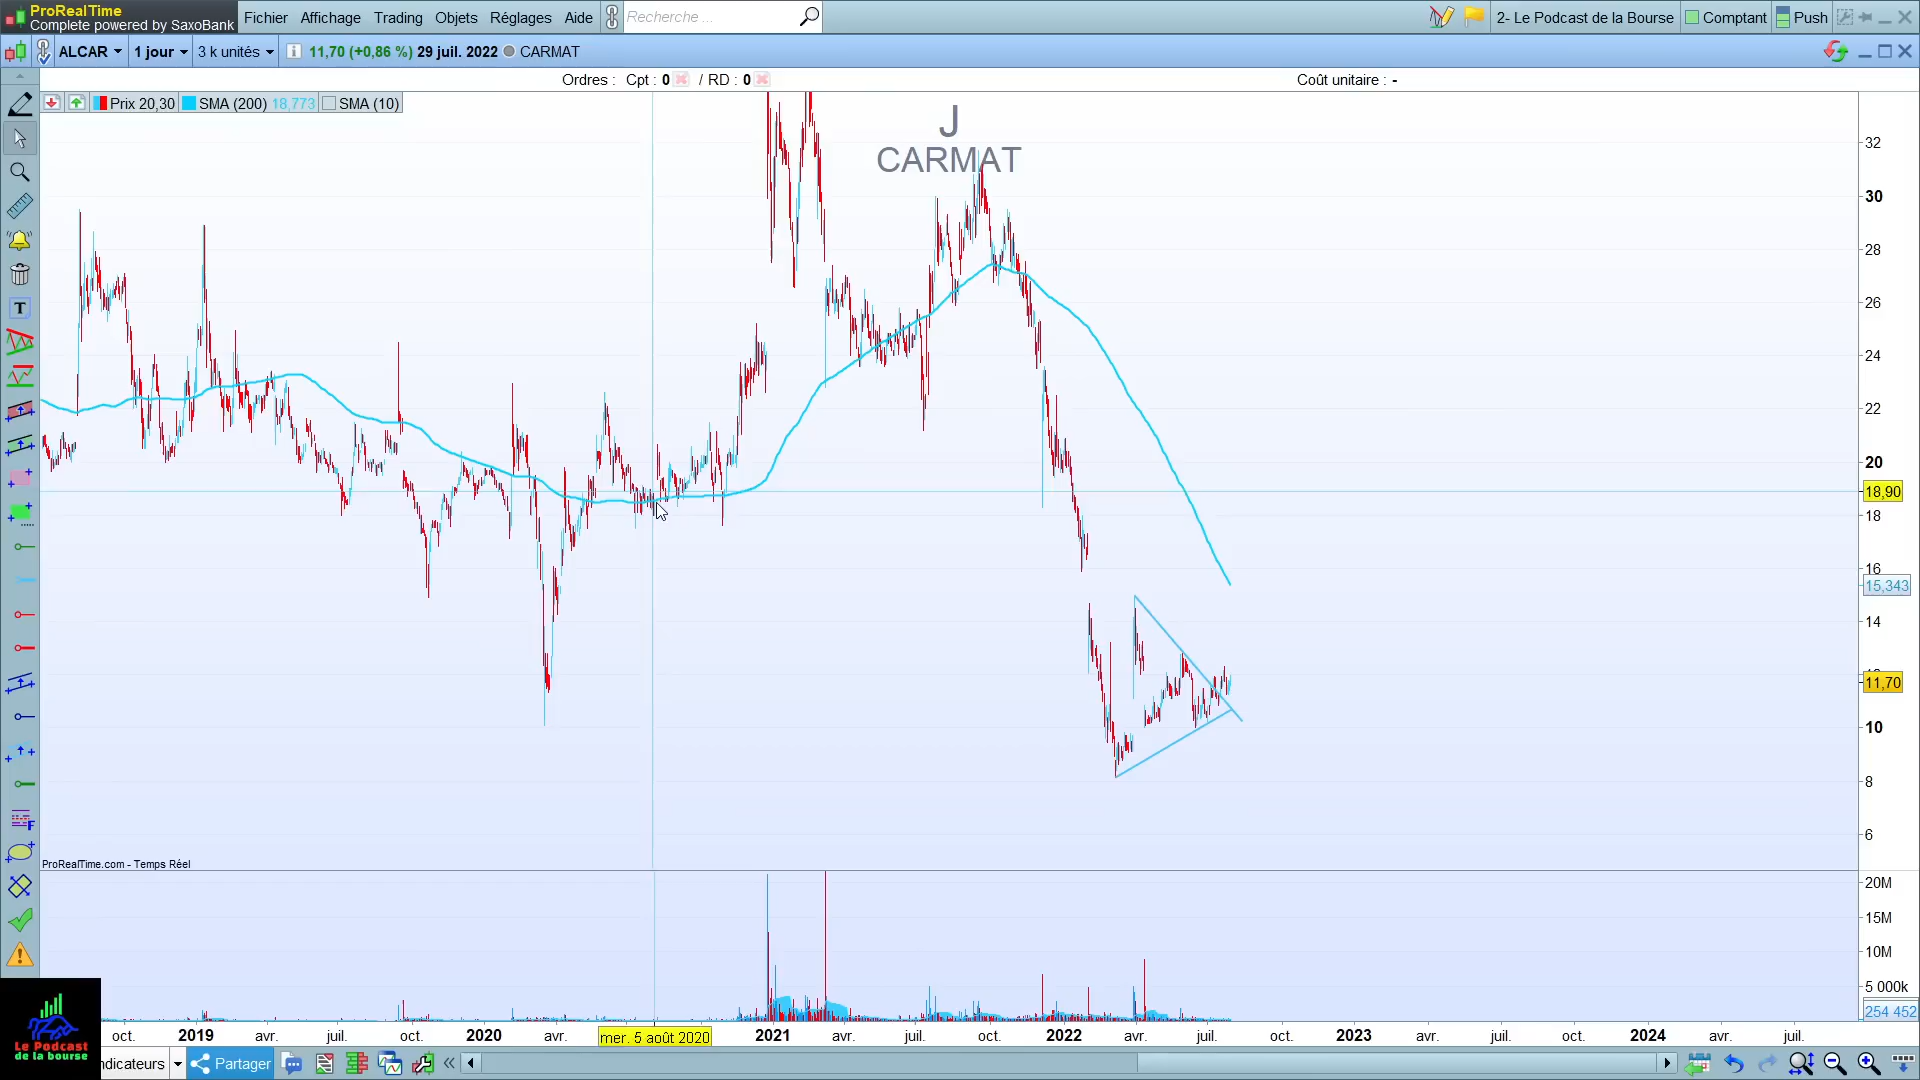 ProRealTime
Complete powered by SaxoBank
Fichier Affichage Trading Objets Réglages Aide
Recherche ...
2- Le Podcast de la Bourse
Comptant
Push
ALCAR
1 jour
3 k unités
11,70 (+0,86 %) 29 juil. 2022 CARMAT
Ordres : Cpt : 0 / RD : 0
Coût unitaire : -
Prix 20,30 SMA (200) 18,773 SMA (10)
J
CARMAT
32
30
28
26
24
22
20
18,90
18
16
15,343
14
11,70
10
8
6
ProRealTime.com - Temps Réel
20M
15M
10M
5 000k
254 452
oct. 2019 avr. juil. oct. 2020 avr. mer. 5 août 2020 2021 avr. juil. oct. 2022 avr. juil. oct. 2023 avr. juil. oct. 2024 avr. juil.
Le Podcast
de la bourse
ndicateurs
Partager